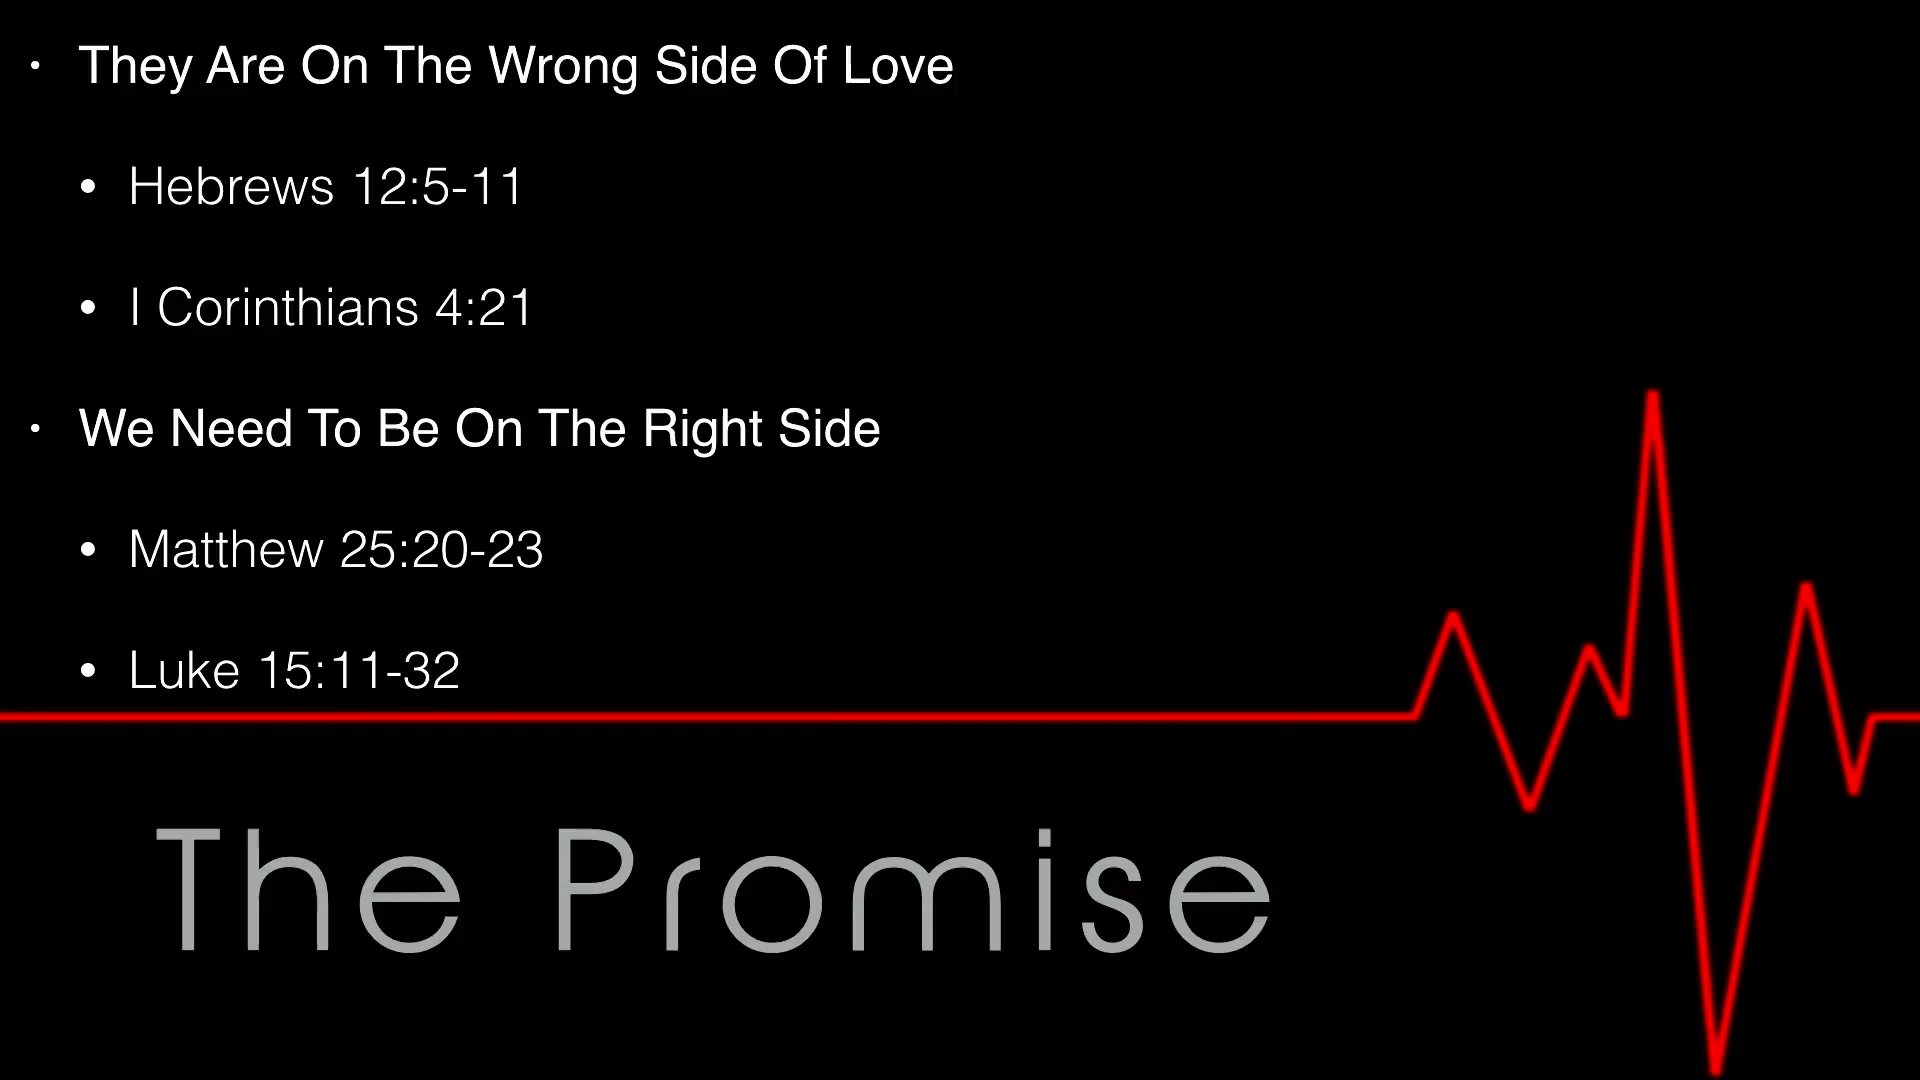 • They Are On The Wrong Side Of Love
• Hebrews 12:5-11
• I Corinthians 4:21
• We Need To Be On The Right Side
• Matthew 25:20-23
• Luke 15:11-32
The Promise